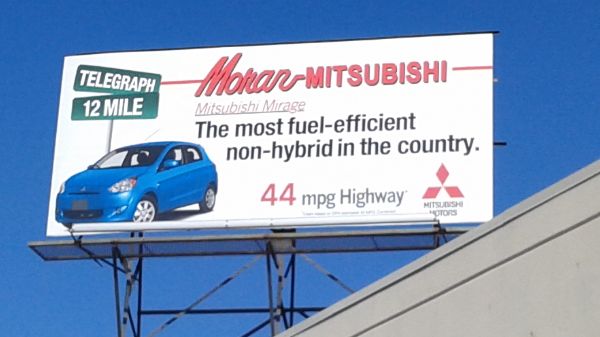 TELEGRAPH
12 MILE
Moran MITSUBISHI
Mitsubishi Mirage
The most fuel-efficient
non-hybrid in the country.
44 mpg Highway
MITSUBISHI
MOTORS